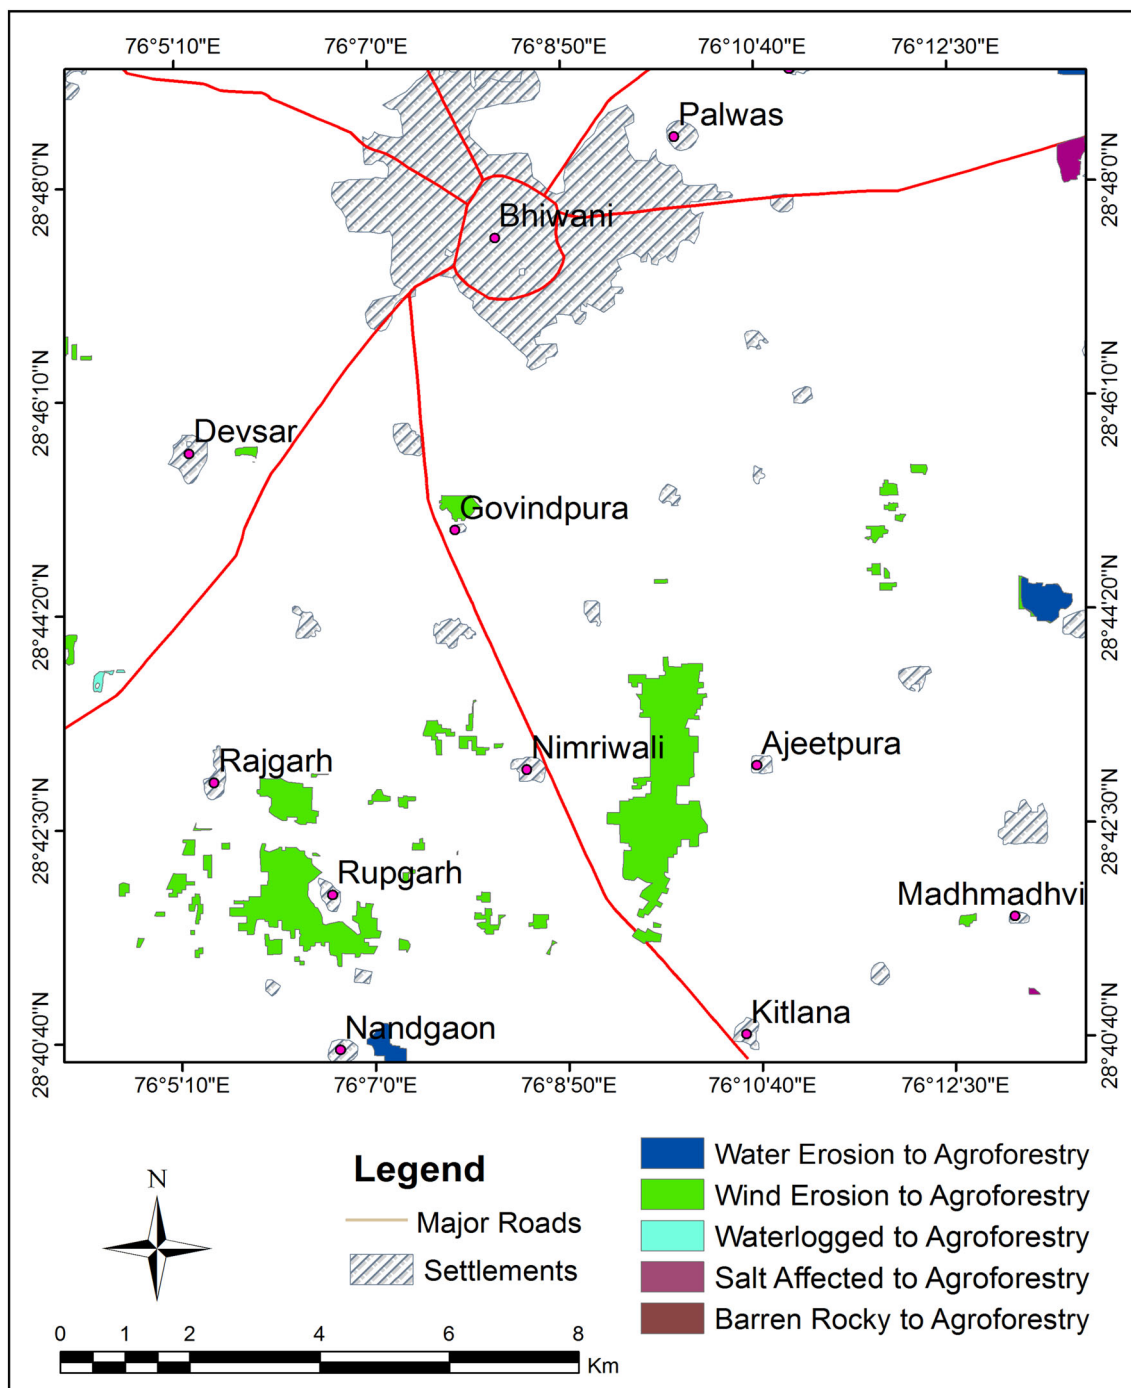 76°5'10"E 76°7'0"E 76°8'50"E 76°10'40"E 76°12'30"E
Palwas
28°48'0"N
28°48'0"N
Bhiwani
28°46'10"N
28°46'10"N
Devsar
Govindpura
28°44'20"N
28°44'20"N
Nimriwali
Ajeetpura
Rajgarh
28°42'30"N
28°42'30"N
Rupgarh
Madhmadhvi
Kitlana
28°40'40"N
28°40'40"N
Nandgaon
76°5'10"E 76°7'0"E 76°8'50"E 76°10'40"E 76°12'30"E
N
Legend
Major Roads
Settlements
Water Erosion to Agroforestry
Wind Erosion to Agroforestry
Waterlogged to Agroforestry
Salt Affected to Agroforestry
Barren Rocky to Agroforestry
0 1 2 4 6 8
Km